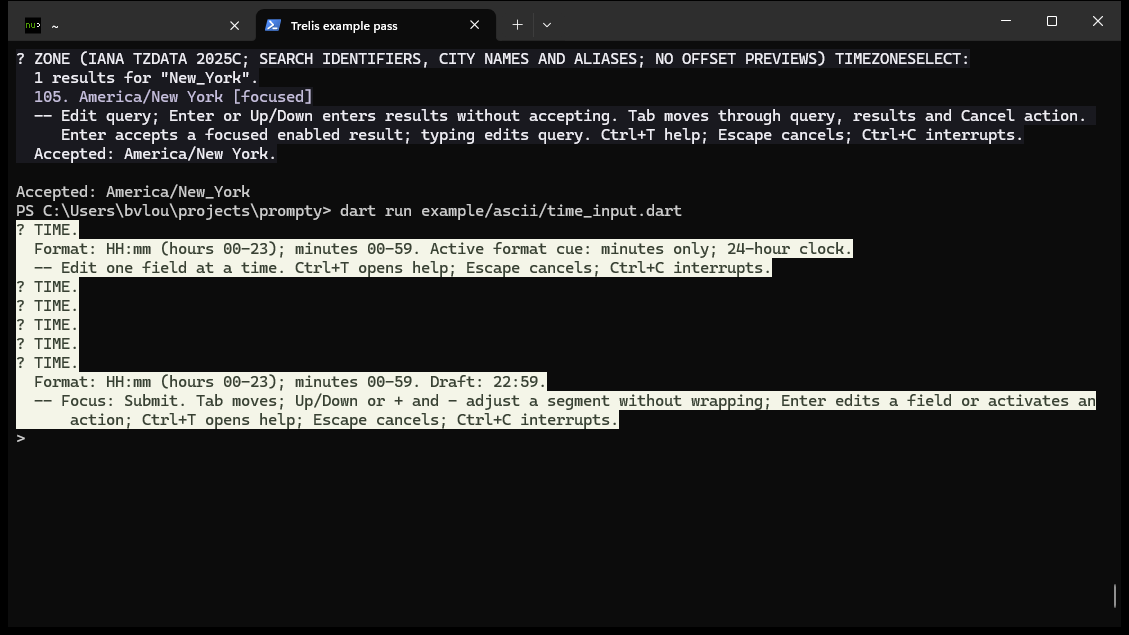 nu> ~
Trelis example pass
? ZONE (IANA TZDATA 2025C; SEARCH IDENTIFIERS, CITY NAMES AND ALIASES; NO OFFSET PREVIEWS) TIMEZONESELECT:
1 results for "New_York".
105. America/New York [focused]
-- Edit query; Enter or Up/Down enters results without accepting. Tab moves through query, results and Cancel action.
Enter accepts a focused enabled result; typing edits query. Ctrl+T help; Escape cancels; Ctrl+C interrupts.
Accepted: America/New York.
Accepted: America/New_York
PS C:\Users\bvlou\projects\prompty> dart run example/ascii/time_input.dart
? TIME.
Format: HH:mm (hours 00-23); minutes 00-59. Active format cue: minutes only; 24-hour clock.
-- Edit one field at a time. Ctrl+T opens help; Escape cancels; Ctrl+C interrupts.
? TIME.
? TIME.
? TIME.
? TIME.
? TIME.
Format: HH:mm (hours 00-23); minutes 00-59. Draft: 22:59.
-- Focus: Submit. Tab moves; Up/Down or + and - adjust a segment without wrapping; Enter edits a field or activates an
action; Ctrl+T opens help; Escape cancels; Ctrl+C interrupts.
>